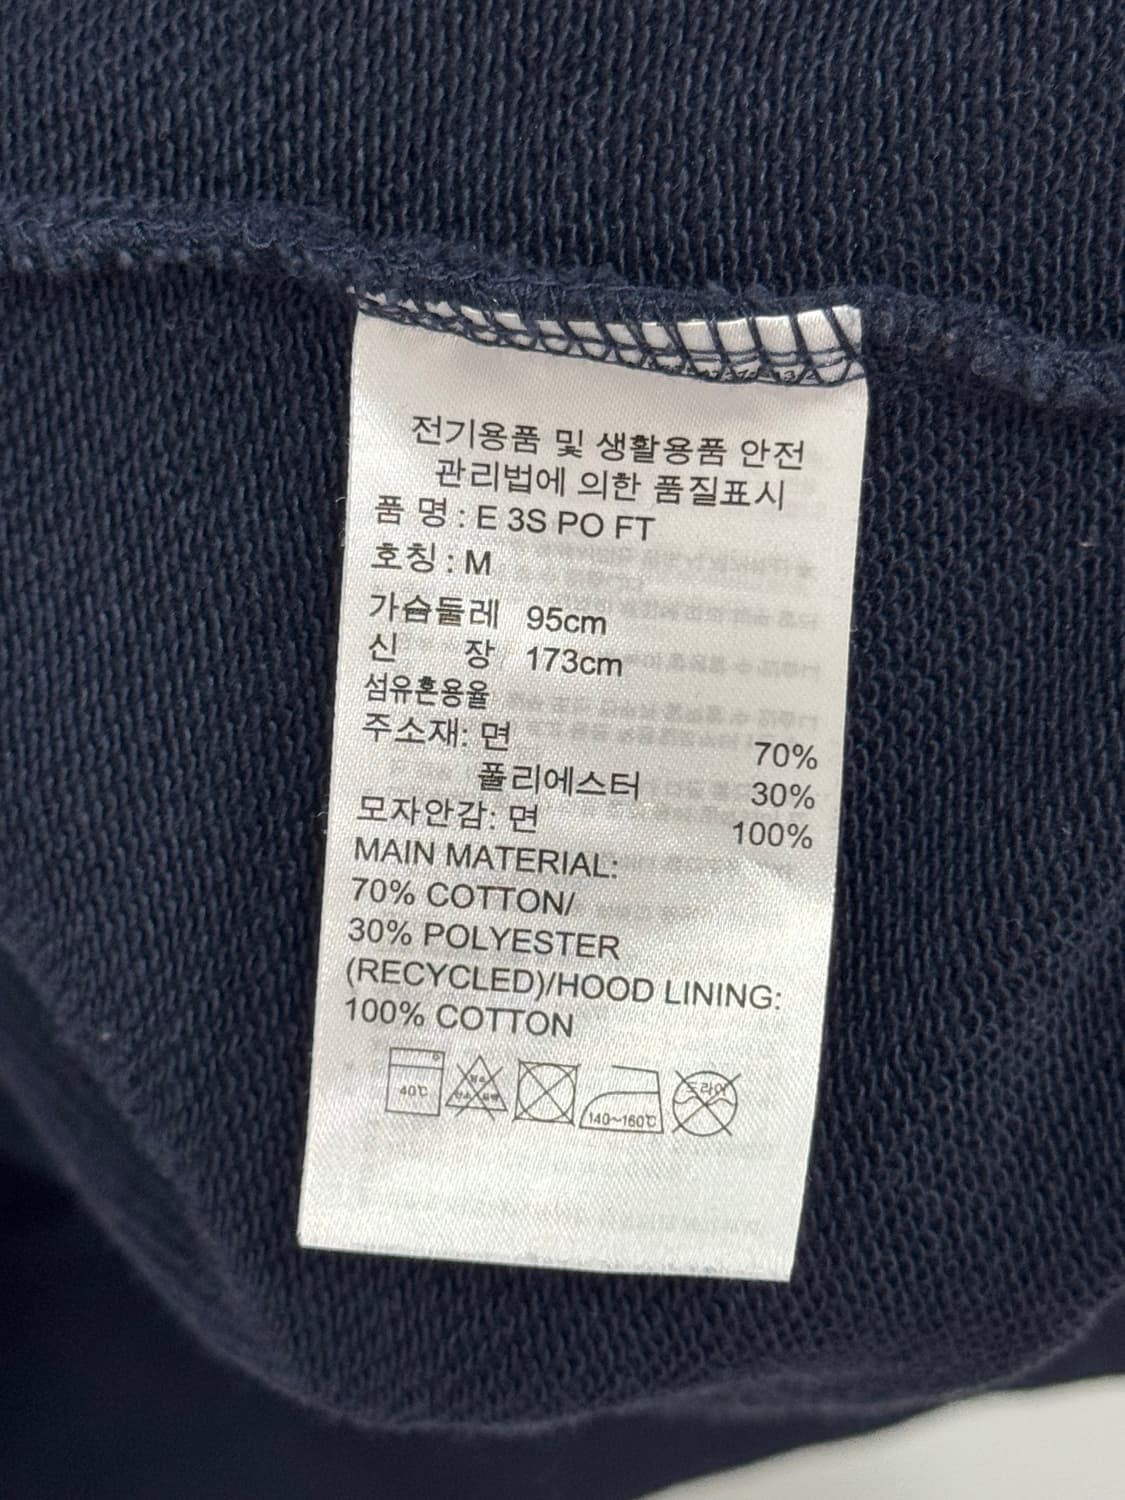 전기용품 및 생활용품 안전
관리법에 의한 품질표시
품 명 : E 3S PO FT
호칭 : M
가슴둘레 95cm
신 장 173cm
섬유혼용율
주소재: 면 70%
폴리에스터 30%
모자안감: 면 100%
MAIN MATERIAL:
70% COTTON/
30% POLYESTER
(RECYCLED)/HOOD LINING:
100% COTTON
40℃ 140~160℃ 드라이